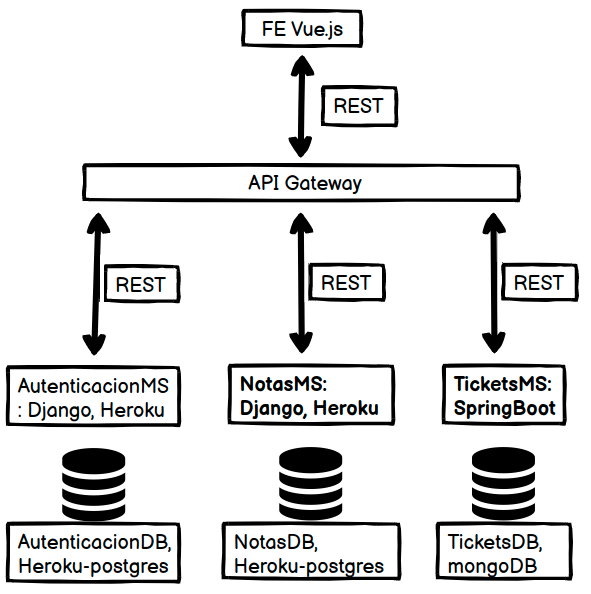 FE Vue.js
REST
API Gateway
REST
REST
REST
AutenticacionMS
: Django, Heroku
NotasMS:
Django, Heroku
TicketsMS:
SpringBoot
AutenticacionDB,
Heroku-postgres
NotasDB,
Heroku-postgres
TicketsDB,
mongoDB